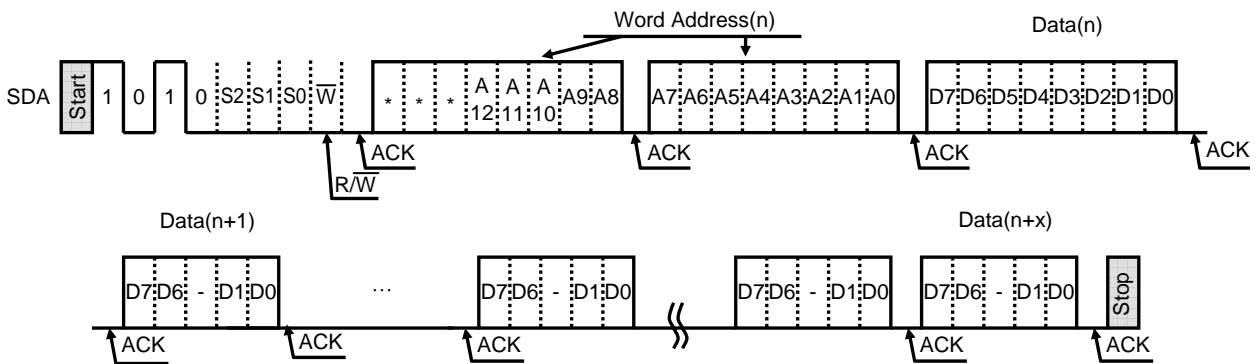 Word Address(n) Data(n)
SDA Start 1 0 1 0 S2 S1 S0 W̅ * * * A12 A11 A10 A9 A8 A7 A6 A5 A4 A3 A2 A1 A0 D7 D6 D5 D4 D3 D2 D1 D0
ACK ACK ACK ACK
R/W̅
Data(n+1) Data(n+x)
D7 D6 - D1 D0 ... D7 D6 - D1 D0 D7 D6 - D1 D0 D7 D6 - D1 D0 Stop
ACK ACK ACK ACK ACK